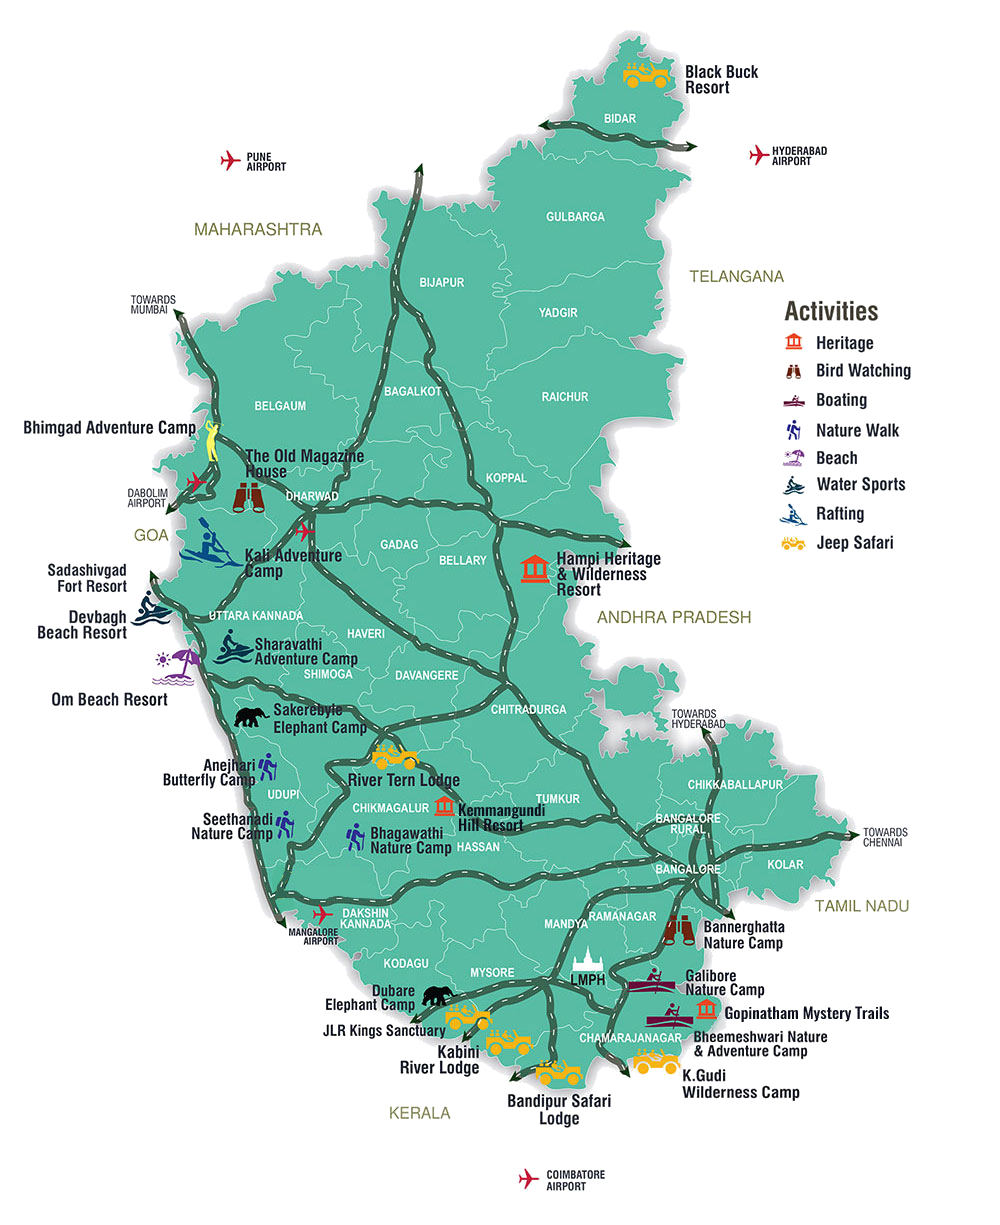 Black Buck
Resort
BIDAR
PUNE
AIRPORT
HYDERABAD
AIRPORT
GULBARGA
MAHARASHTRA
TELANGANA
BIJAPUR
TOWARDS
MUMBAI
YADGIR
Activities
Heritage
Bird Watching
Boating
Nature Walk
Beach
Water Sports
Rafting
Jeep Safari
BAGALKOT
RAICHUR
BELGAUM
Bhimgad Adventure Camp
The Old Magazine
House
KOPPAL
DABOLIM
AIRPORT
DHARWAD
GOA
GADAG
BELLARY
Kali Adventure
Camp
Hampi Heritage
& Wilderness
Resort
Sadashivgad
Fort Resort
Devbagh
Beach Resort
UTTARA KANNADA
ANDHRA PRADESH
HAVERI
Sharavathi
Adventure Camp
SHIMOGA
DAVANGERE
Om Beach Resort
Sakerebyle
Elephant Camp
CHITRADURGA
TOWARDS
HYDERABAD
Anejhari
Butterfly Camp
River Tern Lodge
CHIKKABALLAPUR
UDUPI
CHIKMAGALUR
TUMKUR
Kemmangundi
Hill Resort
Seethanadi
Nature Camp
Bhagawathi
Nature Camp
HASSAN
BANGALORE
RURAL
TOWARDS
CHENNAI
BANGALORE
KOLAR
TAMIL NADU
DAKSHIN
KANNADA
MANGALORE
AIRPORT
MANDYA
RAMANAGAR
Bannerghatta
Nature Camp
KODAGU
MYSORE
LMPH
Galibore
Nature Camp
Dubare
Elephant Camp
Gopinatham Mystery Trails
JLR Kings Sanctuary
CHAMARAJANAGAR
Bheemeshwari Nature
& Adventure Camp
Kabini
River Lodge
K.Gudi
Wilderness Camp
Bandipur Safari
Lodge
KERALA
COIMBATORE
AIRPORT